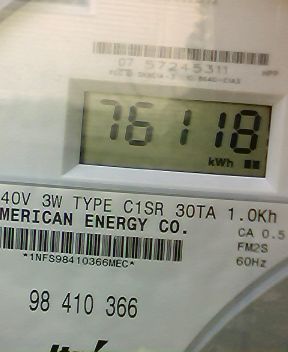 07 57245311
76118
kWh
40V 3W TYPE C1SR 30TA 1.0Kh
MERICAN ENERGY CO.
CA 0.5
FM2S
60Hz
*1NFS98410366MEC*
98 410 366